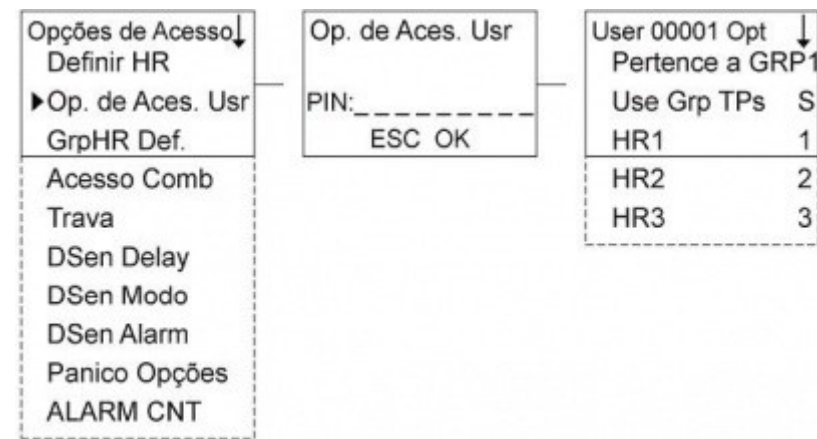 Opções de Acesso↓
Definir HR
▶Op. de Aces. Usr
GrpHR Def.
Acesso Comb
Trava
DSen Delay
DSen Modo
DSen Alarm
Panico Opções
ALARM CNT
Op. de Aces. Usr
PIN:_ _ _ _ _ _ _ _ _
ESC OK
User 00001 Opt ↓
Pertence a GRP1
Use Grp TPs S
HR1 1
HR2 2
HR3 3